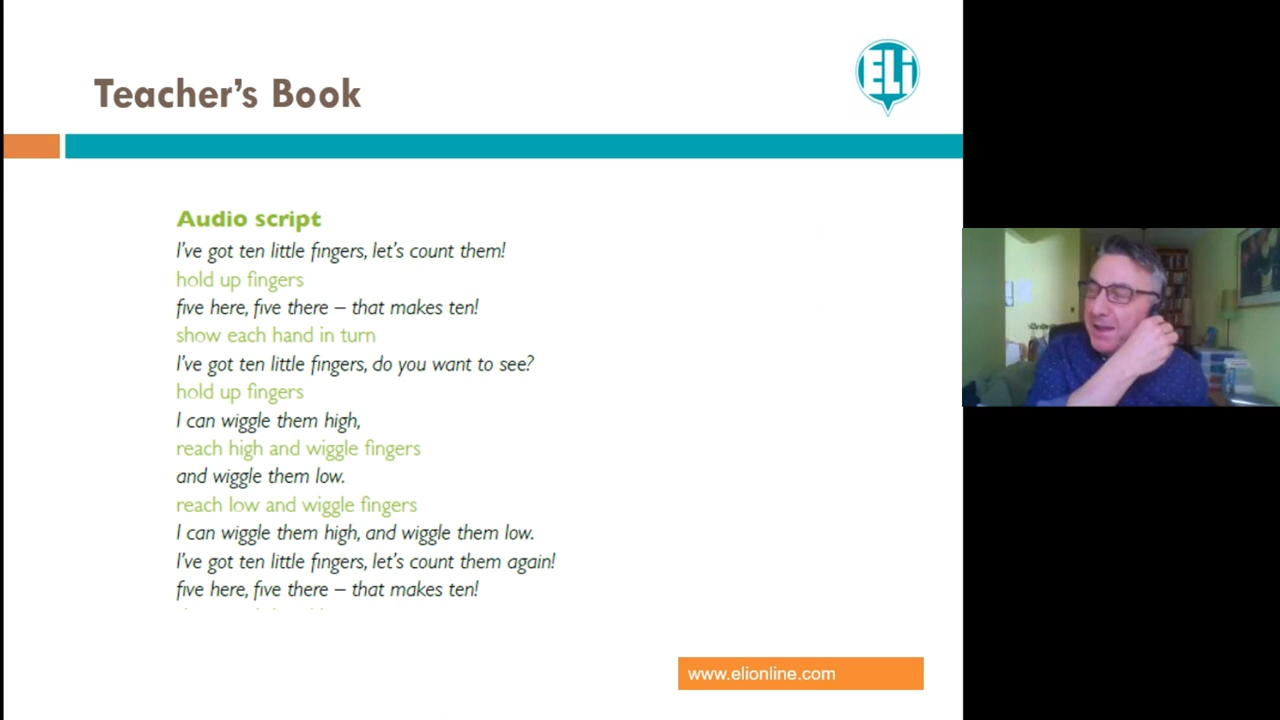 Teacher's Book
ELi
Audio script
I've got ten little fingers, let's count them!
hold up fingers
five here, five there – that makes ten!
show each hand in turn
I've got ten little fingers, do you want to see?
hold up fingers
I can wiggle them high,
reach high and wiggle fingers
and wiggle them low.
reach low and wiggle fingers
I can wiggle them high, and wiggle them low.
I've got ten little fingers, let's count them again!
five here, five there – that makes ten!
www.elionline.com